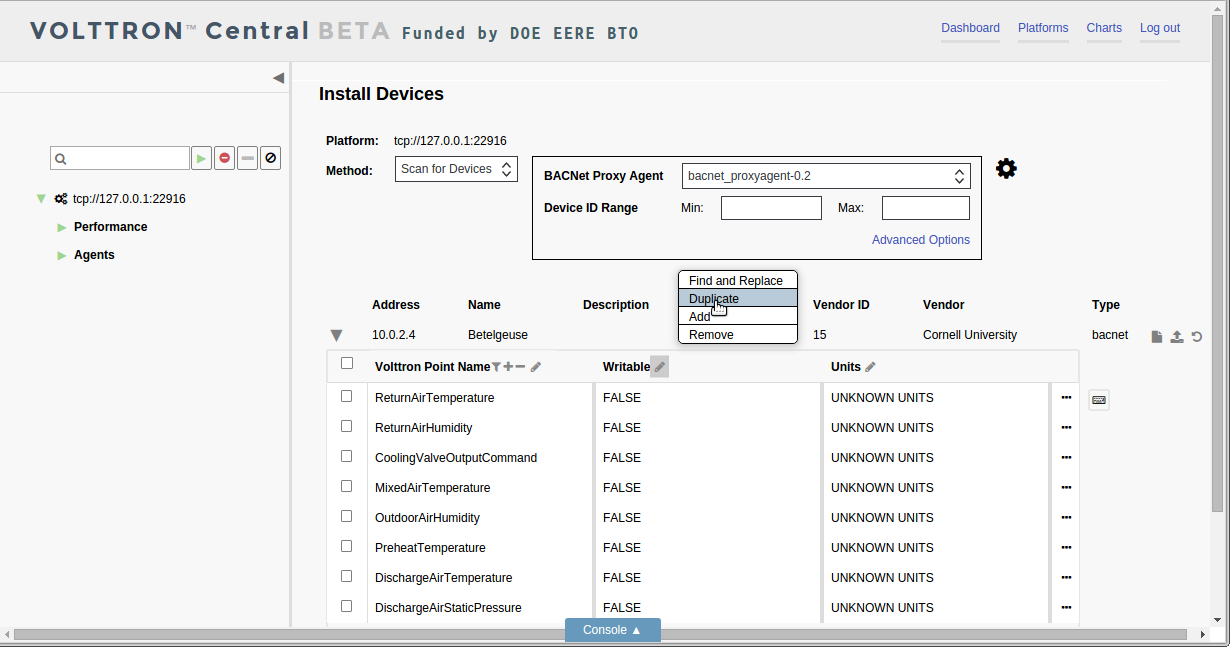 VOLTTRON™ Central BETA Funded by DOE EERE BTO
Dashboard Platforms Charts Log out
Install Devices
Platform: tcp://127.0.0.1:22916
Method: Scan for Devices
BACNet Proxy Agent bacnet_proxyagent-0.2
Device ID Range Min: Max:
Advanced Options
tcp://127.0.0.1:22916
Performance
Agents
Find and Replace
Duplicate
Add
Remove
Address Name Description Vendor ID Vendor Type
10.0.2.4 Betelgeuse 15 Cornell University bacnet
Volttron Point Name Writable Units
ReturnAirTemperature FALSE UNKNOWN UNITS
ReturnAirHumidity FALSE UNKNOWN UNITS
CoolingValveOutputCommand FALSE UNKNOWN UNITS
MixedAirTemperature FALSE UNKNOWN UNITS
OutdoorAirHumidity FALSE UNKNOWN UNITS
PreheatTemperature FALSE UNKNOWN UNITS
DischargeAirTemperature FALSE UNKNOWN UNITS
DischargeAirStaticPressure FALSE UNKNOWN UNITS
Console ▲